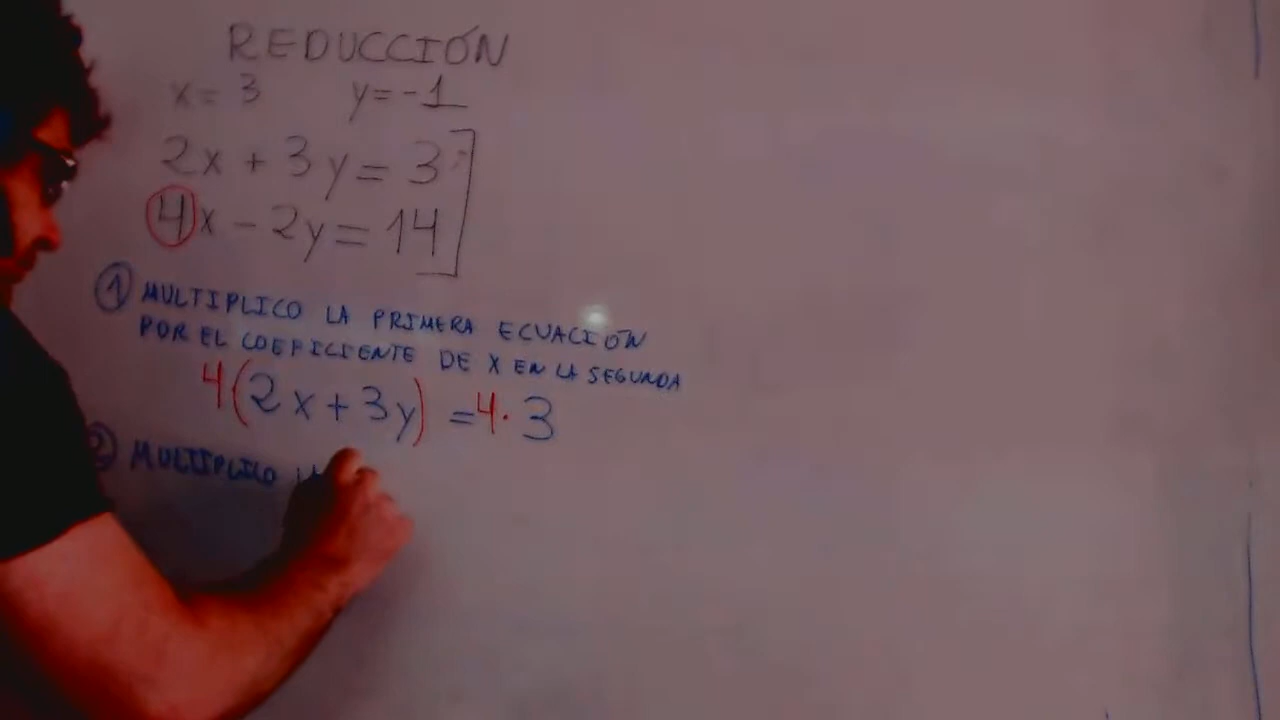 REDUCCIÓN
x = 3 y = -1
2x + 3y = 3
4x - 2y = 14
① MULTIPLICO LA PRIMERA ECUACIÓN
POR EL COEFICIENTE DE X EN LA SEGUNDA
4(2x + 3y) = 4 · 3
② MULTIPLICO